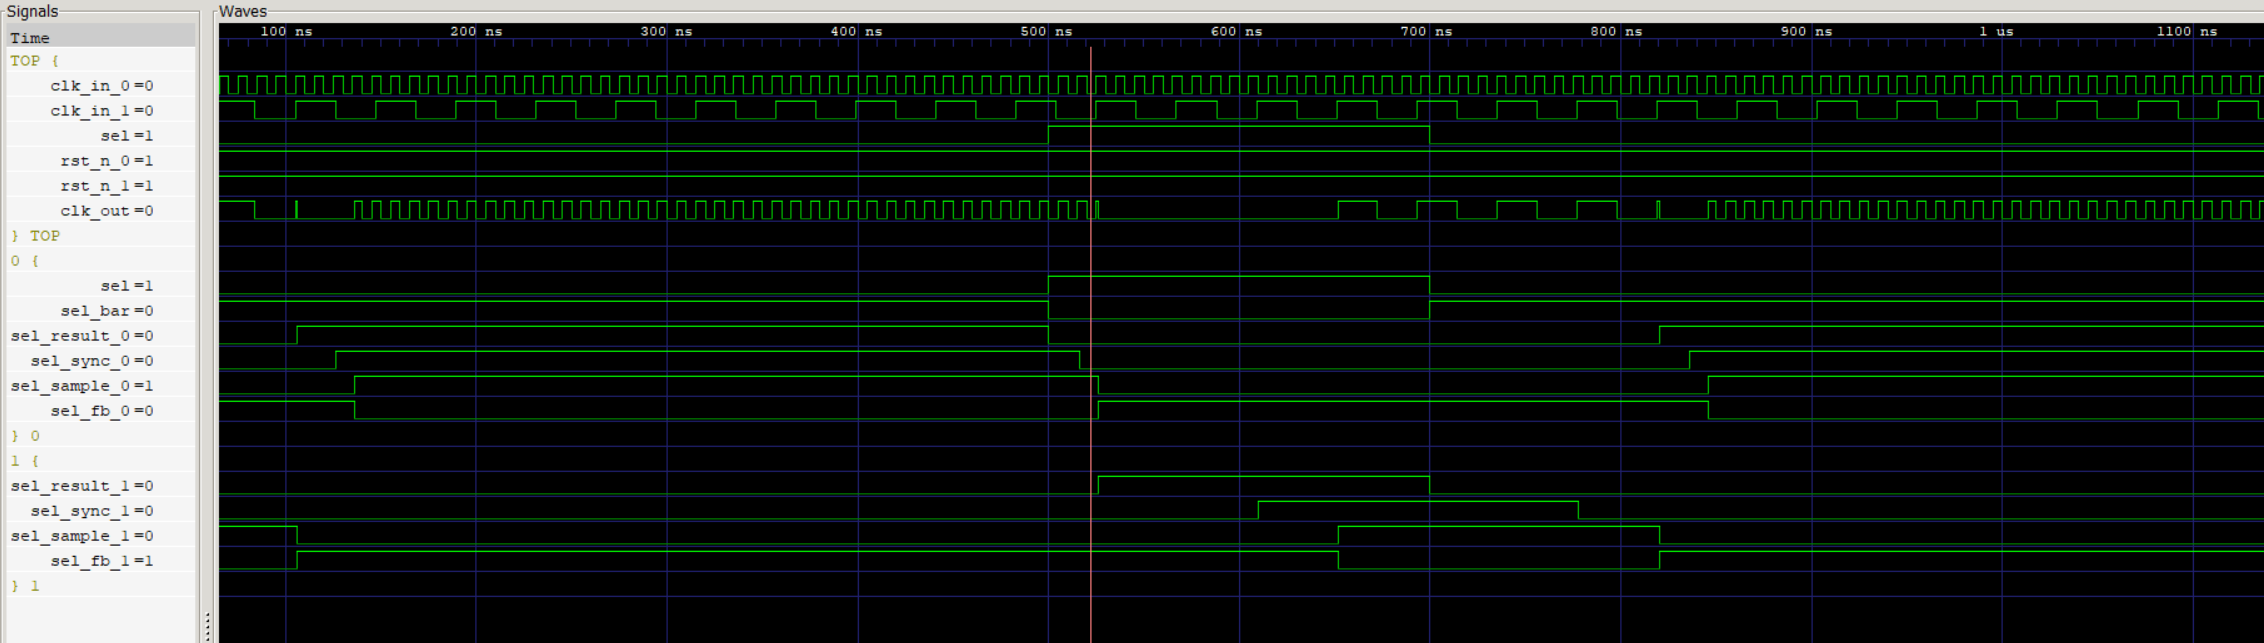 Signals
Waves
Time
100 ns 200 ns 300 ns 400 ns 500 ns 600 ns 700 ns 800 ns 900 ns 1 us 1100 ns
TOP {
clk_in_0=0
clk_in_1=0
sel=1
rst_n_0=1
rst_n_1=1
clk_out=0
} TOP
0 {
sel=1
sel_bar=0
sel_result_0=0
sel_sync_0=0
sel_sample_0=1
sel_fb_0=0
} 0
1 {
sel_result_1=0
sel_sync_1=0
sel_sample_1=0
sel_fb_1=1
} 1